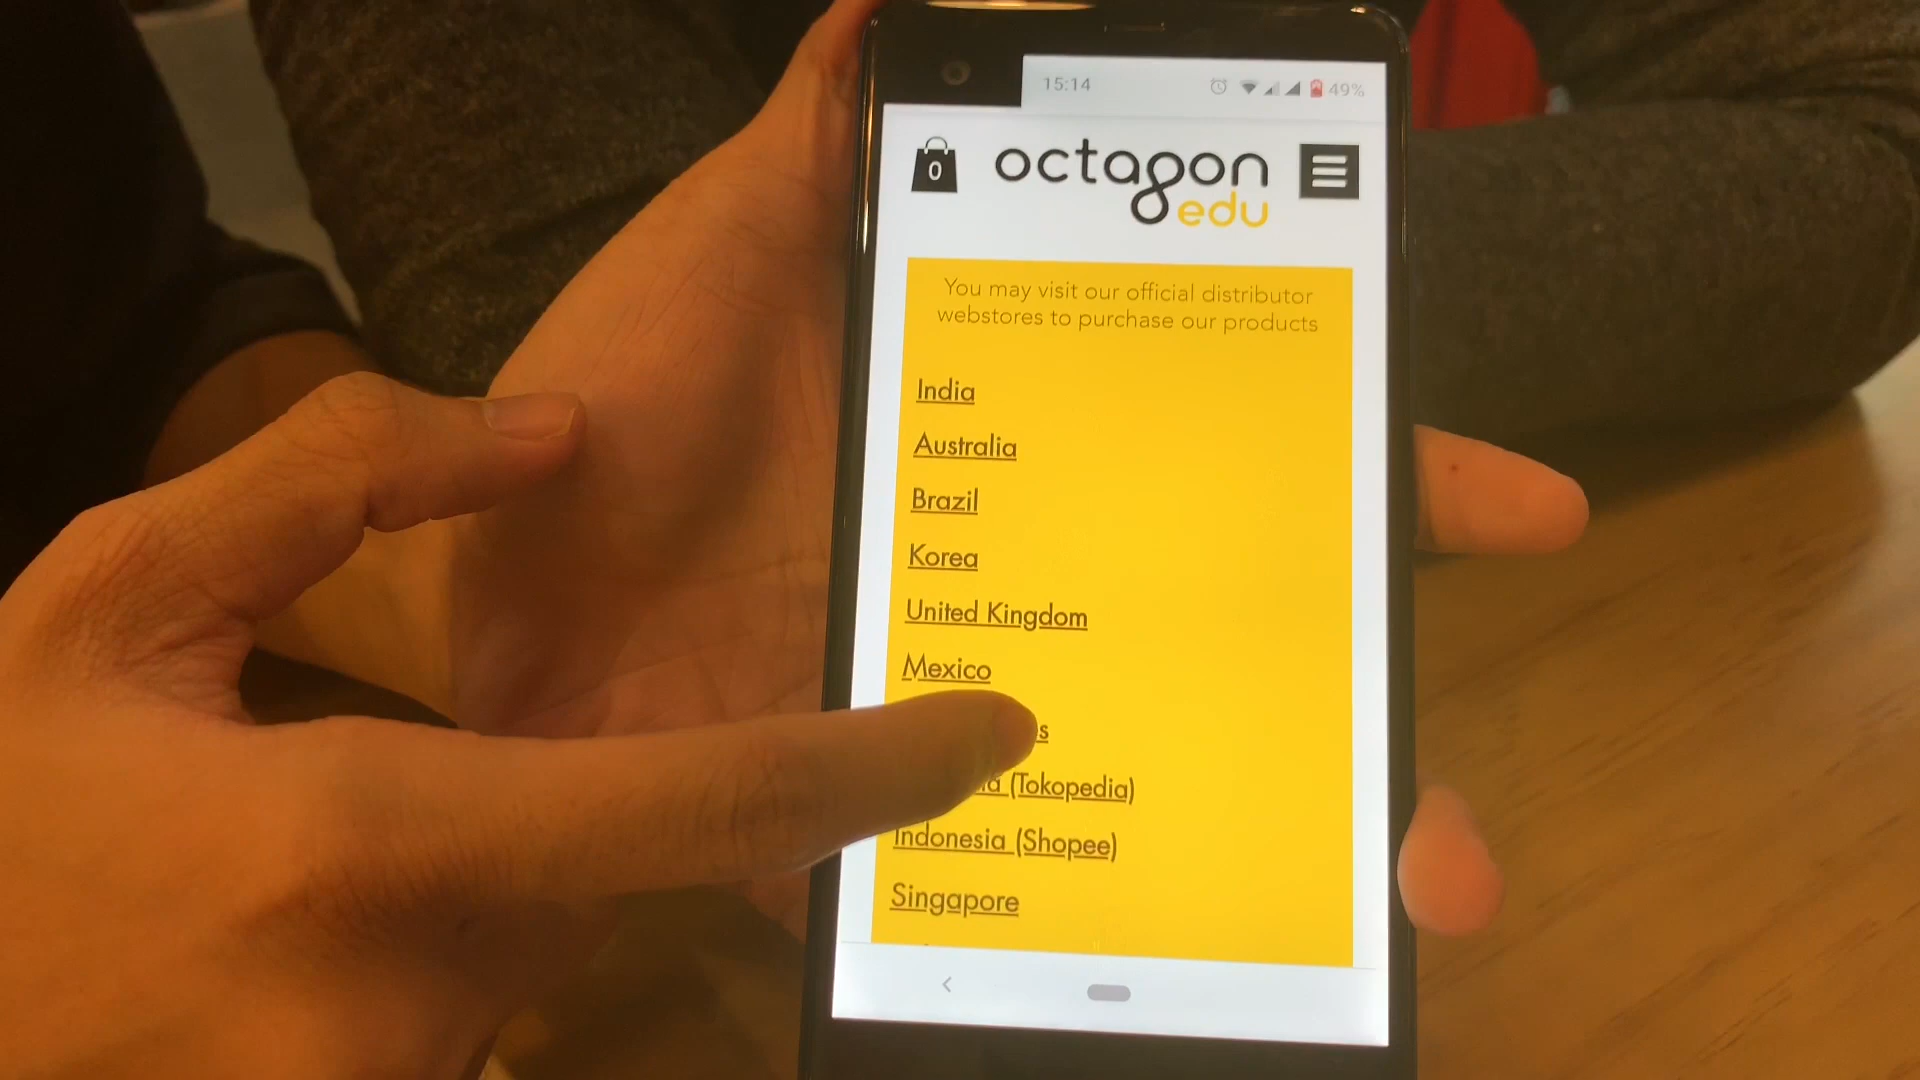 15:14
49%
0
octagon
edu
You may visit our official distributor
webstores to purchase our products
India
Australia
Brazil
Korea
United Kingdom
Mexico
(Tokopedia)
Indonesia (Shopee)
Singapore